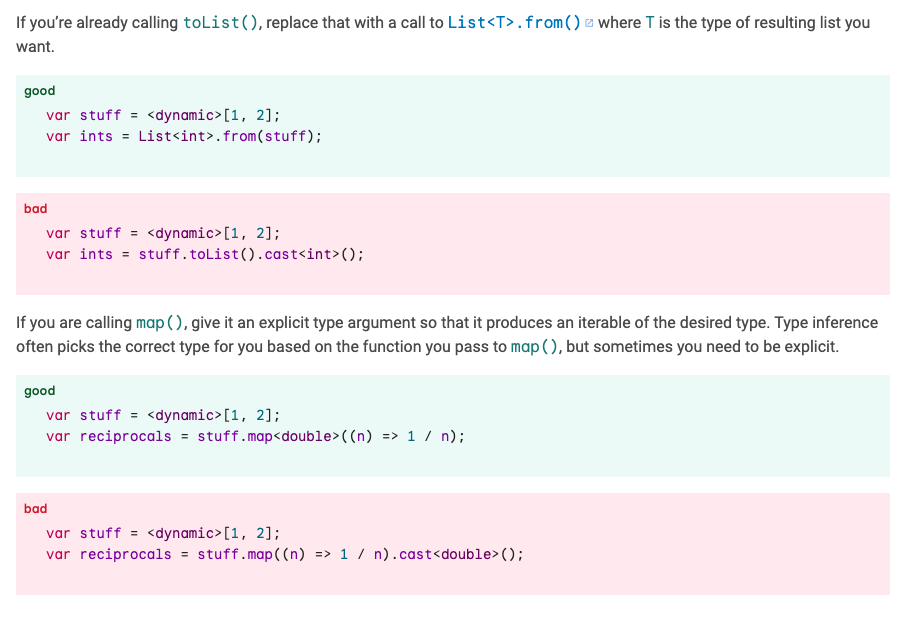 If you’re already calling toList(), replace that with a call to List<T>.from() where T is the type of resulting list you
want.
good
var stuff = <dynamic>[1, 2];
var ints = List<int>.from(stuff);
bad
var stuff = <dynamic>[1, 2];
var ints = stuff.toList().cast<int>();
If you are calling map(), give it an explicit type argument so that it produces an iterable of the desired type. Type inference
often picks the correct type for you based on the function you pass to map(), but sometimes you need to be explicit.
good
var stuff = <dynamic>[1, 2];
var reciprocals = stuff.map<double>((n) => 1 / n);
bad
var stuff = <dynamic>[1, 2];
var reciprocals = stuff.map((n) => 1 / n).cast<double>();